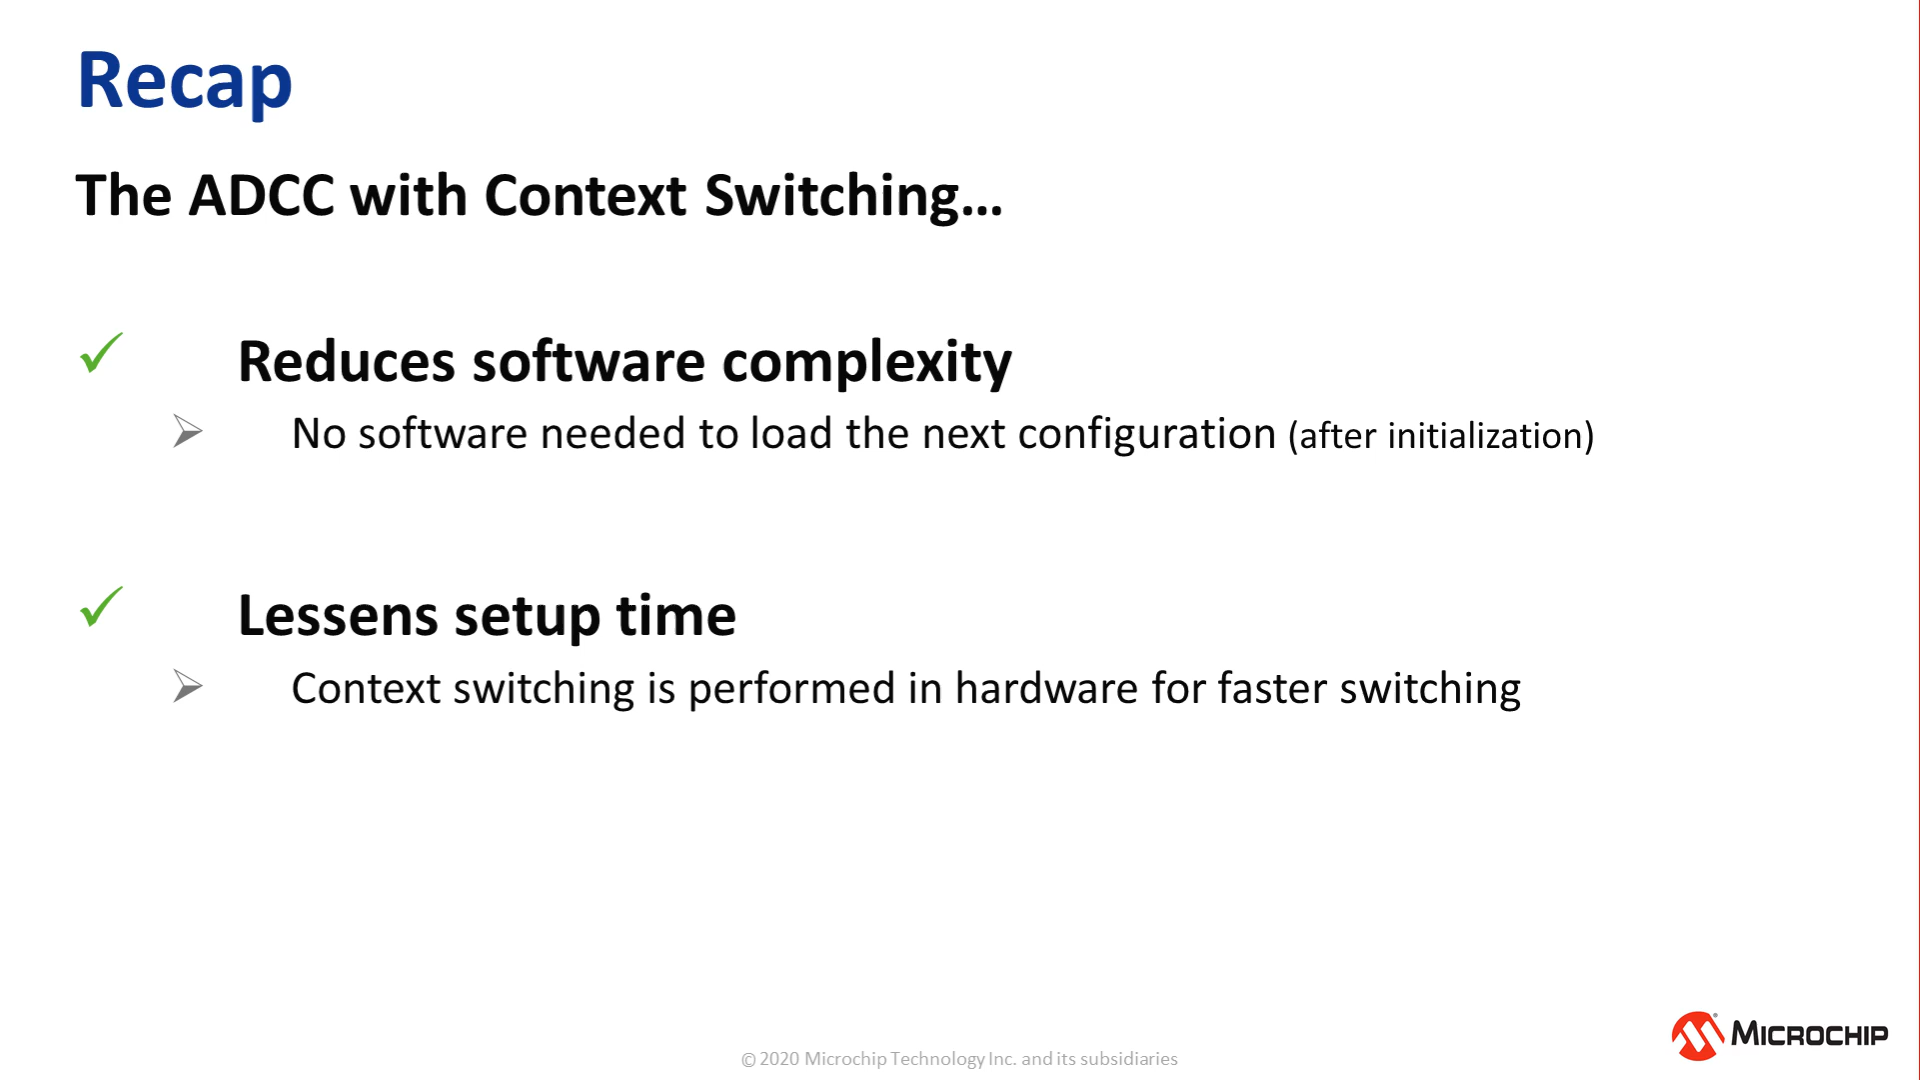 Recap
The ADCC with Context Switching...
Reduces software complexity
No software needed to load the next configuration (after initialization)
Lessens setup time
Context switching is performed in hardware for faster switching
MICROCHIP
© 2020 Microchip Technology Inc. and its subsidiaries